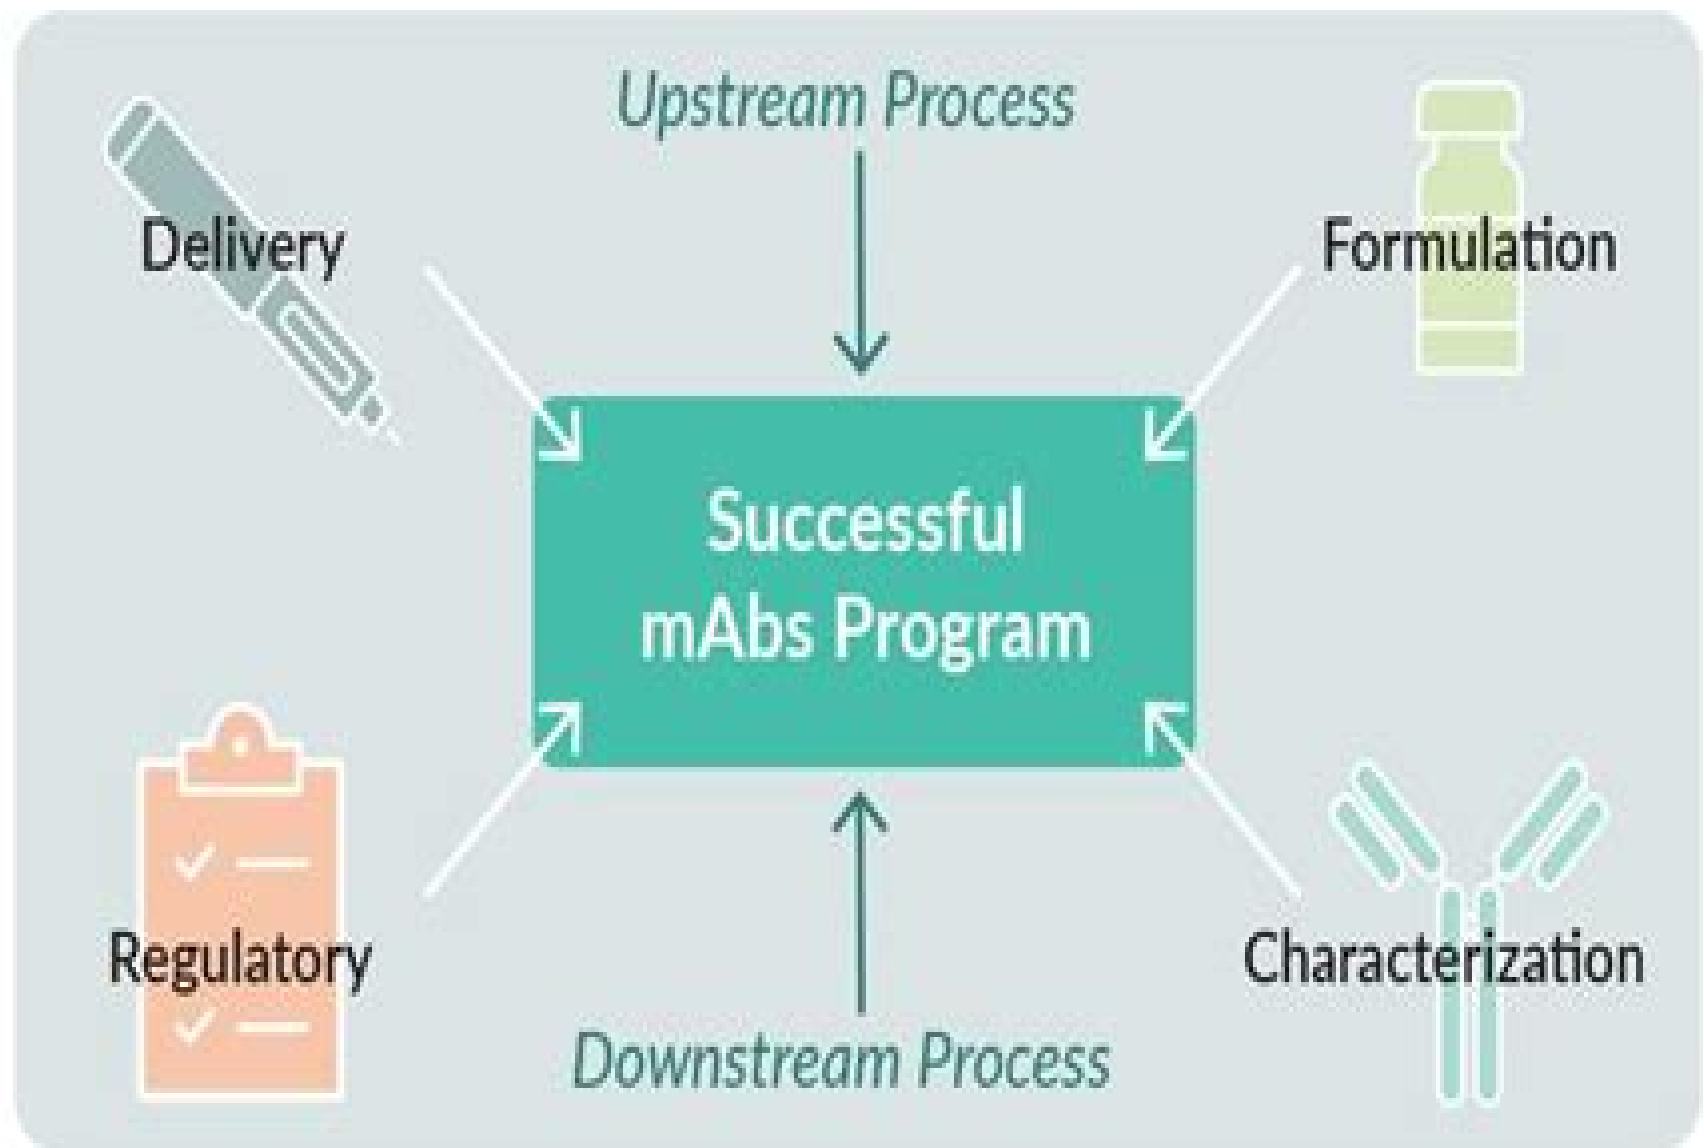 Upstream Process
Delivery
Formulation
Successful
mAbs Program
Regulatory
Characterization
Downstream Process